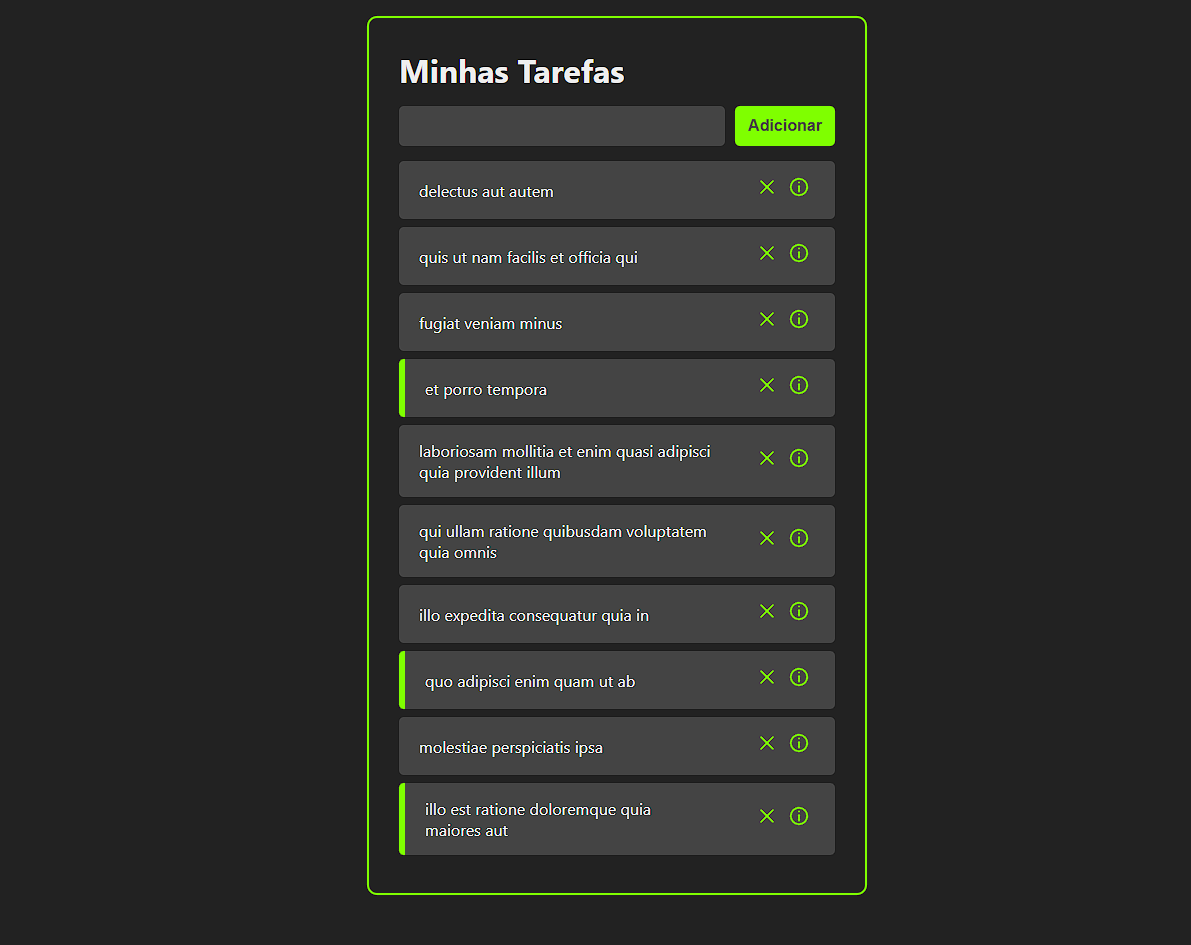 Minhas Tarefas
Adicionar
delectus aut autem
quis ut nam facilis et officia qui
fugiat veniam minus
et porro tempora
laboriosam mollitia et enim quasi adipisci
quia provident illum
qui ullam ratione quibusdam voluptatem
quia omnis
illo expedita consequatur quia in
quo adipisci enim quam ut ab
molestiae perspiciatis ipsa
illo est ratione doloremque quia
maiores aut